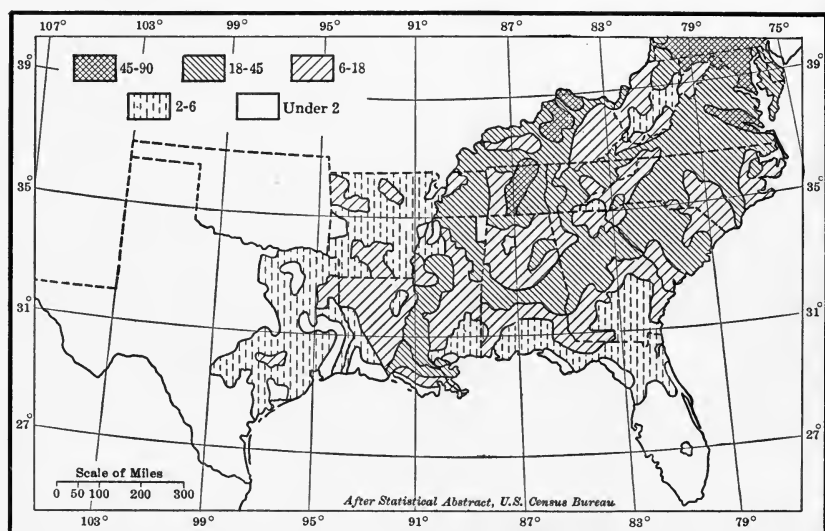 107° 103° 99° 95° 91° 87° 83° 79° 75°
39° 39°
45-90 18-45 6-18
2-6 Under 2
35° 35°
31° 31°
27° 27°
Scale of Miles
0 50 100 200 300
After Statistical Abstract, U.S. Census Bureau
103° 99° 95° 91° 87° 83° 79°